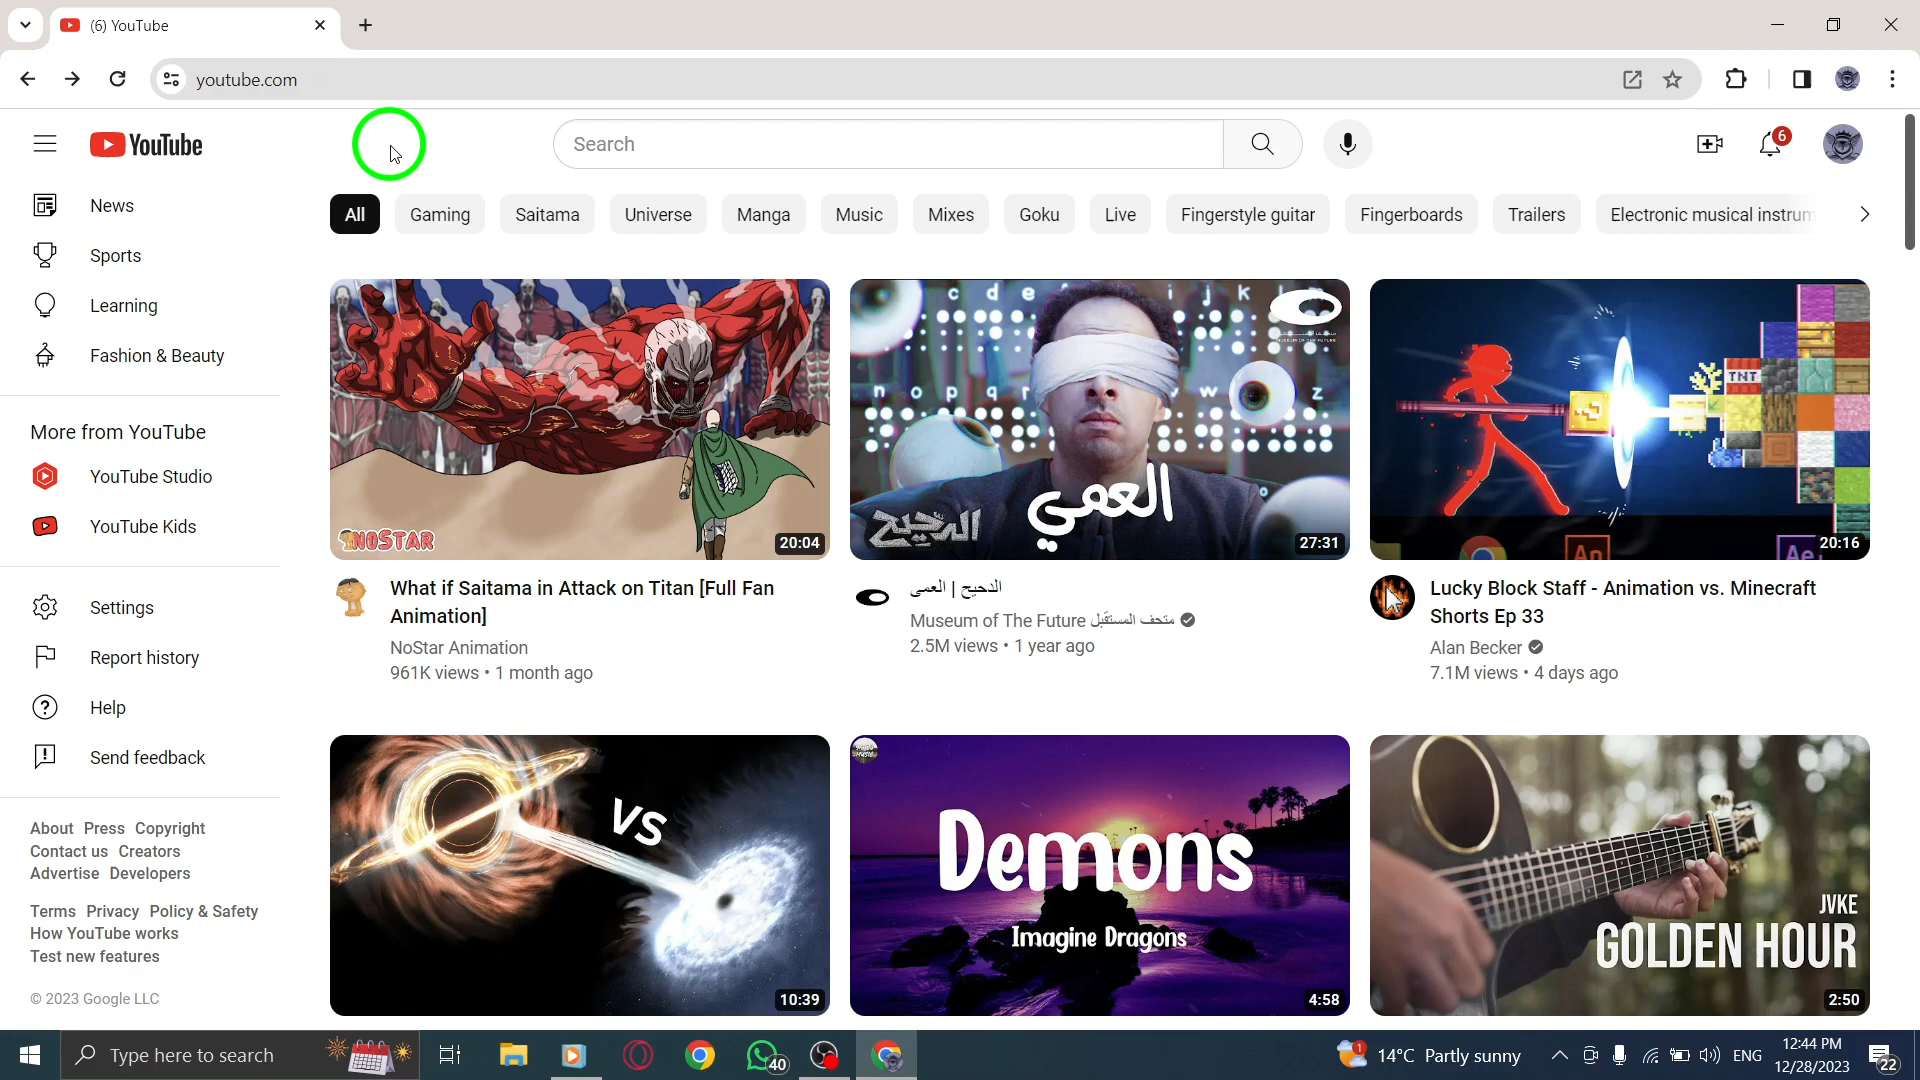 (6) YouTube
youtube.com
YouTube
Search
6
News
Sports
Learning
Fashion & Beauty
More from YouTube
YouTube Studio
YouTube Kids
Settings
Report history
Help
Send feedback
About Press Copyright
Contact us Creators
Advertise Developers
Terms Privacy Policy & Safety
How YouTube works
Test new features
© 2023 Google LLC
All Gaming Saitama Universe Manga Music Mixes Goku Live Fingerstyle guitar Fingerboards Trailers Electronic musical instrum
NOSTAR
20:04
What if Saitama in Attack on Titan [Full Fan
Animation]
NoStar Animation
961K views • 1 month ago
c d e i j k
n o p q r w z
العمي
الدحيح
MUSEUM OF THE FUTURE
27:31
الدحيح | العمى
Museum of The Future متحف المستقبل
2.5M views • 1 year ago
TNT
An
Ae
20:16
Lucky Block Staff - Animation vs. Minecraft
Shorts Ep 33
Alan Becker
7.1M views • 4 days ago
VS
10:39
Demons
Imagine Dragons
4:58
JVKE
GOLDEN HOUR
2:50
Type here to search
40
1
14°C Partly sunny
ENG
12:44 PM
12/28/2023
22